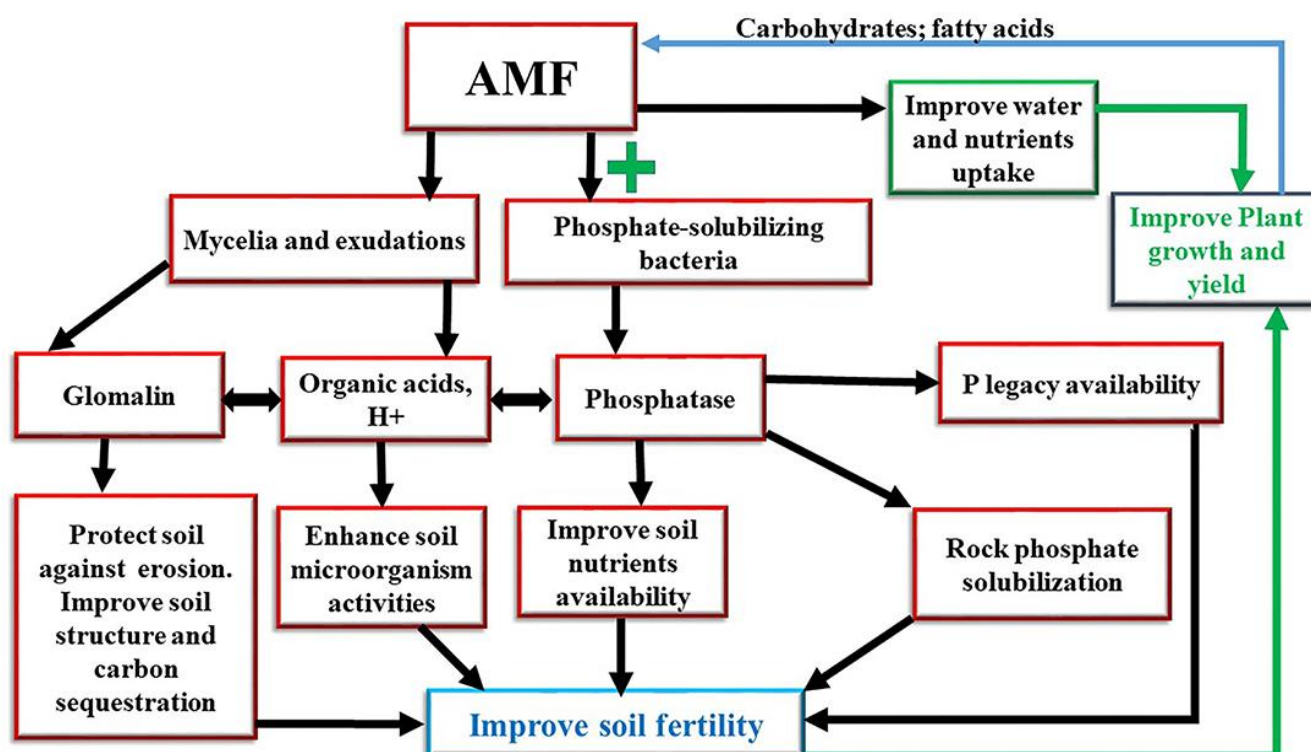 Carbohydrates; fatty acids
AMF
Improve water
and nutrients
uptake
Mycelia and exudations
Phosphate-solubilizing
bacteria
Improve Plant
growth and
yield
Glomalin
Organic acids,
H+
Phosphatase
P legacy availability
Protect soil
against erosion.
Improve soil
structure and
carbon
sequestration
Enhance soil
microorganism
activities
Improve soil
nutrients
availability
Rock phosphate
solubilization
Improve soil fertility